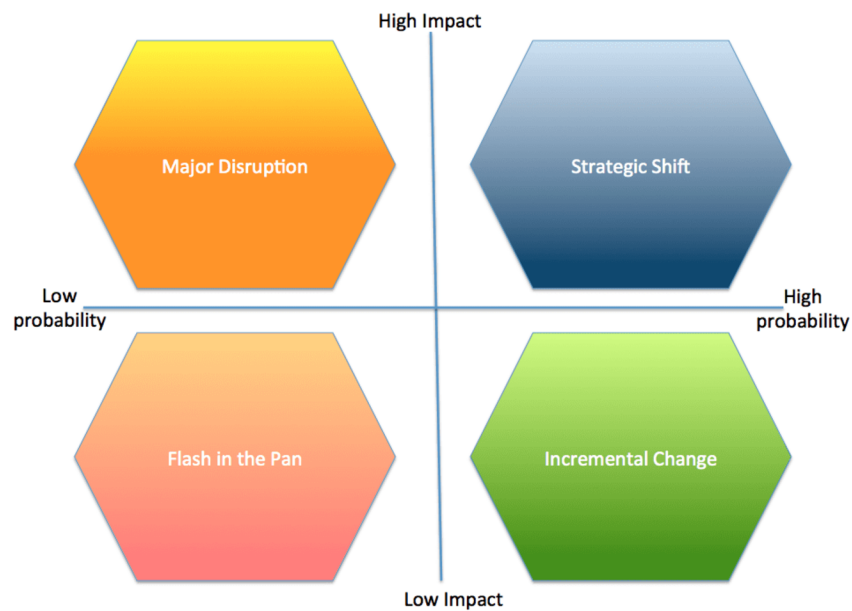 High Impact
Major Disruption
Strategic Shift
Low
probability
High
probability
Flash in the Pan
Incremental Change
Low Impact